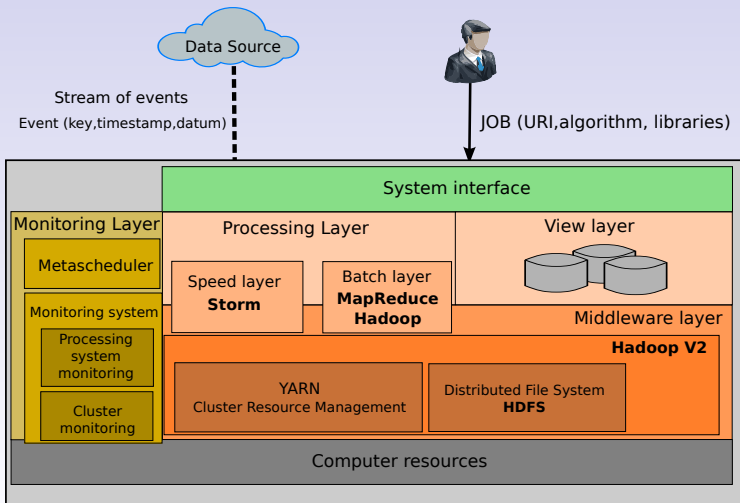 Data Source
Stream of events
Event (key,timestamp,datum)
JOB (URI,algorithm, libraries)
System interface
Monitoring Layer
Metascheduler
Monitoring system
Processing
system
monitoring
Cluster
monitoring
Processing Layer
Speed layer
Storm
Batch layer
MapReduce
Hadoop
View layer
Middleware layer
Hadoop V2
YARN
Cluster Resource Management
Distributed File System
HDFS
Computer resources